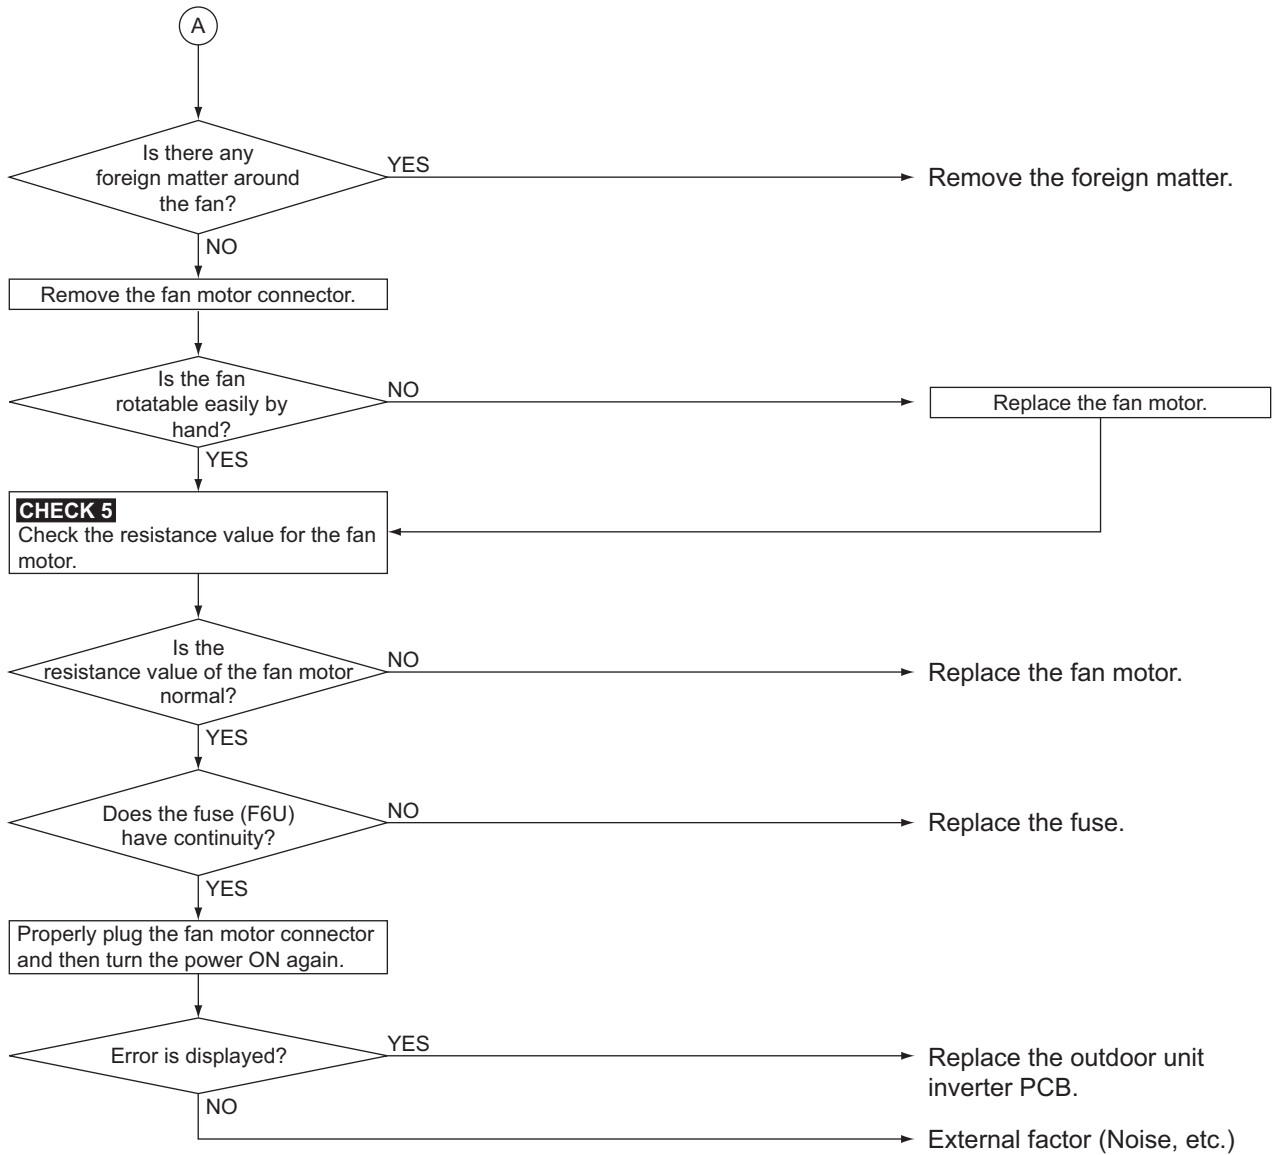 A
Is there any
foreign matter around
the fan?
YES
Remove the foreign matter.
NO
Remove the fan motor connector.
Is the fan
rotatable easily by
hand?
NO
Replace the fan motor.
YES
CHECK 5
Check the resistance value for the fan
motor.
Is the
resistance value of the fan motor
normal?
NO
Replace the fan motor.
YES
Does the fuse (F6U)
have continuity?
NO
Replace the fuse.
YES
Properly plug the fan motor connector
and then turn the power ON again.
Error is displayed?
YES
Replace the outdoor unit
inverter PCB.
NO
External factor (Noise, etc.)